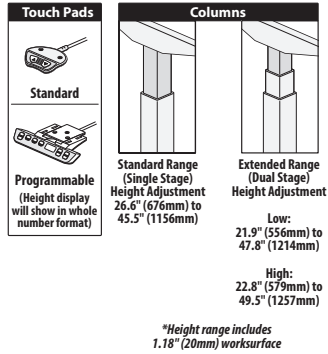 Touch Pads
Standard
Programmable
(Height display
will show in whole
number format)
Columns
Standard Range
(Single Stage)
Height Adjustment
26.6" (676mm) to
45.5" (1156mm)
Extended Range
(Dual Stage)
Height Adjustment
Low:
21.9" (556mm) to
47.8" (1214mm)
High:
22.8" (579mm) to
49.5" (1257mm)
*Height range includes
1.18" (20mm) worksurface